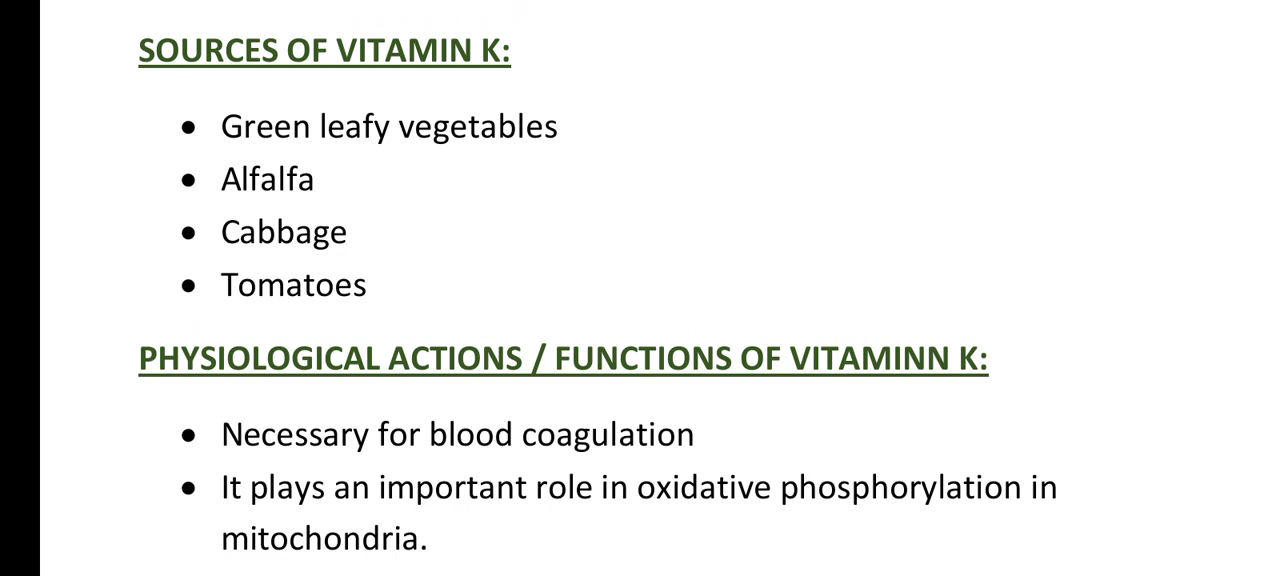 SOURCES OF VITAMIN K:
• Green leafy vegetables
• Alfalfa
• Cabbage
• Tomatoes
PHYSIOLOGICAL ACTIONS / FUNCTIONS OF VITAMINN K:
• Necessary for blood coagulation
• It plays an important role in oxidative phosphorylation in
mitochondria.